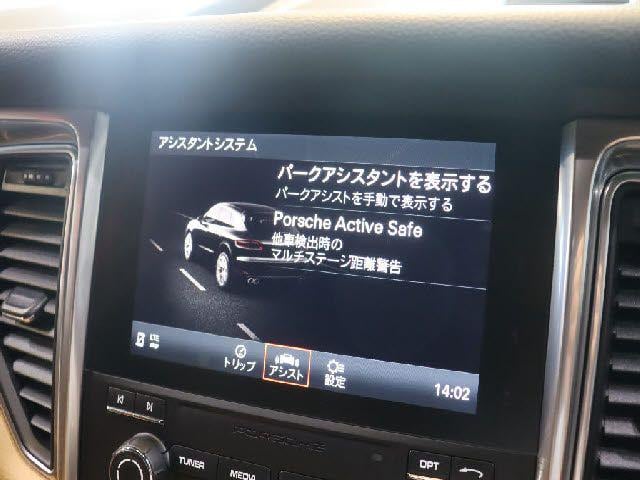 アシスタントシステム
パークアシスタントを表示する
パークアシストを手動で表示する
Porsche Active Safe
他車検出時の
マルチステージ距離警告
LTE
トリップ
アシスト
設定
14:02
PORSCHE
TUNER
MEDIA
OPT